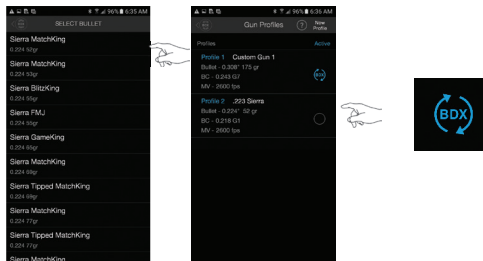 96% 6:35 AM
SELECT BULLET
Sierra MatchKing
0.224 52gr
Sierra MatchKing
0.224 53gr
Sierra BlitzKing
0.224 55gr
Sierra FMJ
0.224 55gr
Sierra GameKing
0.224 65gr
Sierra MatchKing
0.224 69gr
Sierra Tipped MatchKing
0.224 69gr
Sierra MatchKing
0.224 77gr
Sierra Tipped MatchKing
0.224 77gr
Sierra MatchKing
96% 6:36 AM
Gun Profiles ? New Profile
Profiles Active
Profile 1 Custom Gun 1
Bullet - 0.308" 175 gr
BC - 0.243 G7
MV - 2600 fps
BDX
Profile 2 .223 Sierra
Bullet - 0.224" 52 gr
BC - 0.218 G1
MV - 2600 fps
BDX